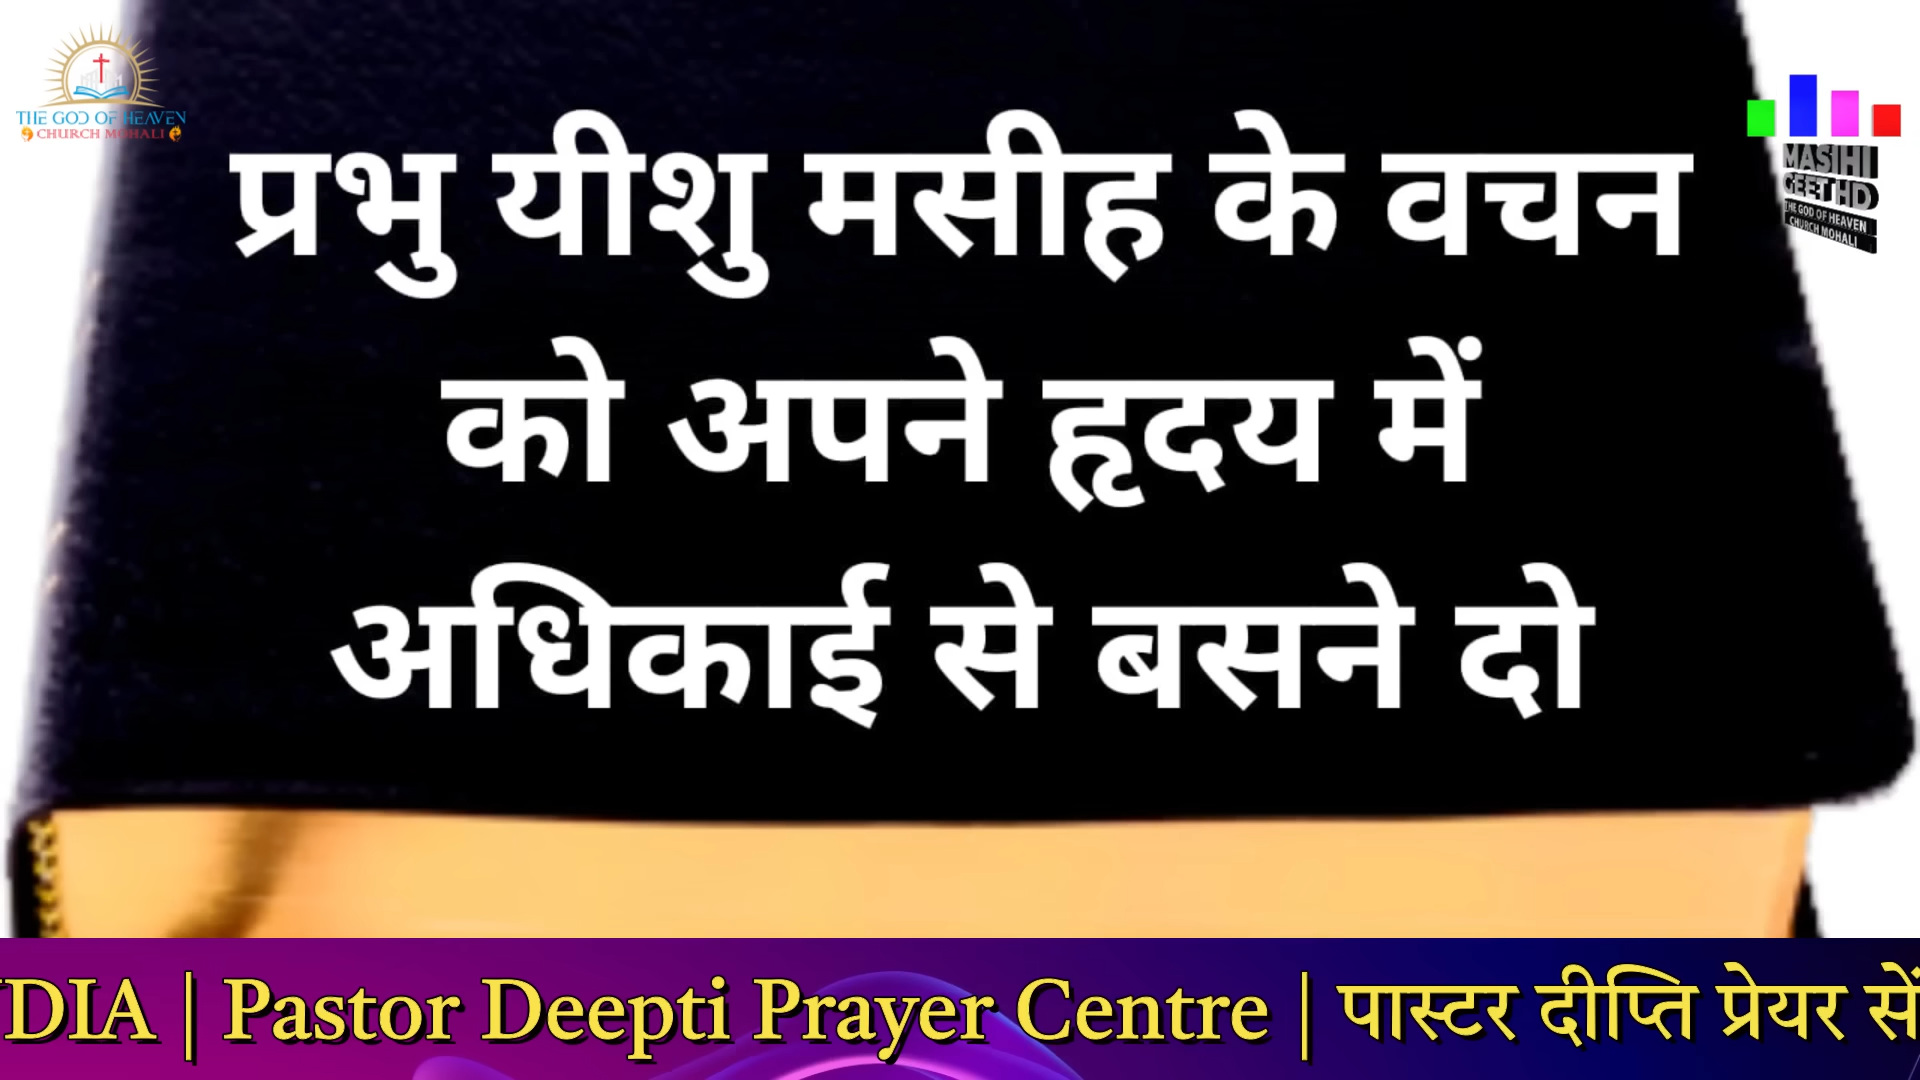 THE GOD OF HEAVEN
CHURCH MOHALI
MASIHI
GEET HD
THE GOD OF HEAVEN
CHURCH MOHALI
प्रभु यीशु मसीह के वचन
को अपने हृदय में
अधिकाई से बसने दो
DIA | Pastor Deepti Prayer Centre | पास्टर दीप्ति प्रेयर सें